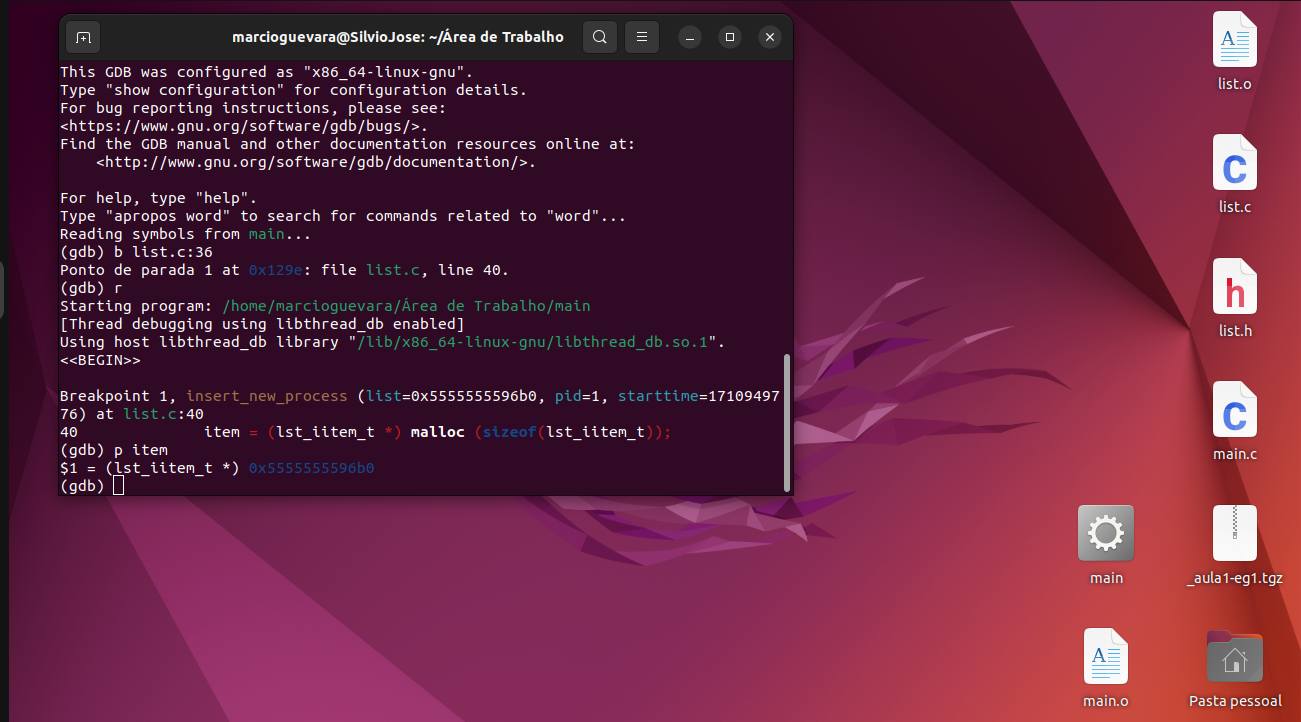 marcioguevara@SilvioJose: ~/Área de Trabalho
This GDB was configured as "x86_64-linux-gnu".
Type "show configuration" for configuration details.
For bug reporting instructions, please see:
<https://www.gnu.org/software/gdb/bugs/>.
Find the GDB manual and other documentation resources online at:
    <http://www.gnu.org/software/gdb/documentation/>.
For help, type "help".
Type "apropos word" to search for commands related to "word"...
Reading symbols from main...
(gdb) b list.c:36
Ponto de parada 1 at 0x129e: file list.c, line 40.
(gdb) r
Starting program: /home/marcioguevara/Área de Trabalho/main
[Thread debugging using libthread_db enabled]
Using host libthread_db library "/lib/x86_64-linux-gnu/libthread_db.so.1".
<<BEGIN>>
Breakpoint 1, insert_new_process (list=0x5555555596b0, pid=1, starttime=17109497
76) at list.c:40
40              item = (lst_iitem_t *) malloc (sizeof(lst_iitem_t));
(gdb) p item
$1 = (lst_iitem_t *) 0x5555555596b0
(gdb)
A
list.o
C
list.c
h
list.h
C
main.c
main
_aula1-eg1.tgz
A
main.o
Pasta pessoal